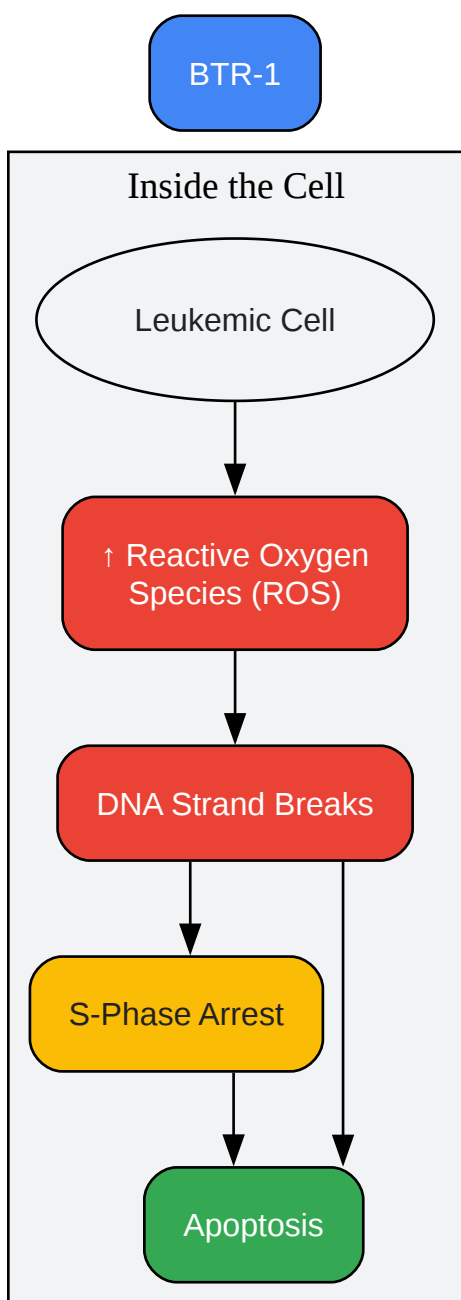 BTR-1
Inside the Cell
Leukemic Cell
↑ Reactive Oxygen
Species (ROS)
DNA Strand Breaks
S-Phase Arrest
Apoptosis